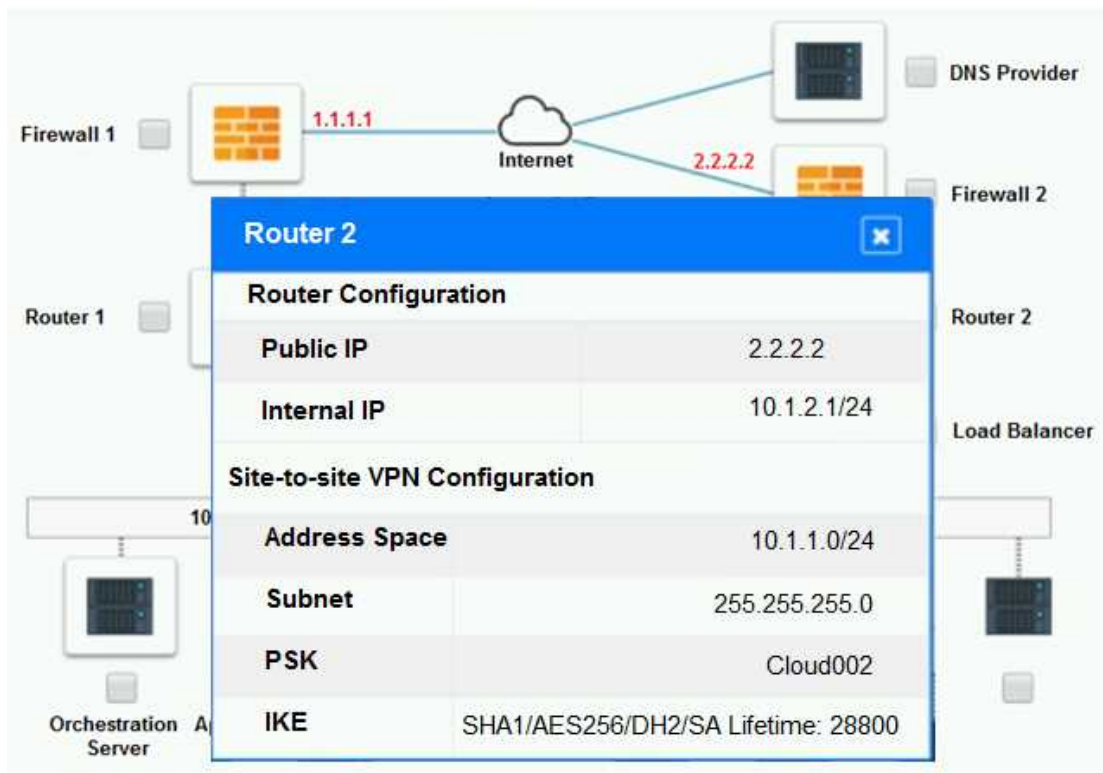 DNS Provider
Firewall 1
1.1.1.1
Internet
2.2.2.2
Firewall 2
Router 2
Router Configuration
Public IP 2.2.2.2
Internal IP 10.1.2.1/24
Site-to-site VPN Configuration
Address Space 10.1.1.0/24
Subnet 255.255.255.0
PSK Cloud002
IKE SHA1/AES256/DH2/SA Lifetime: 28800
Router 1
Router 2
Load Balancer
10
Orchestration
Server